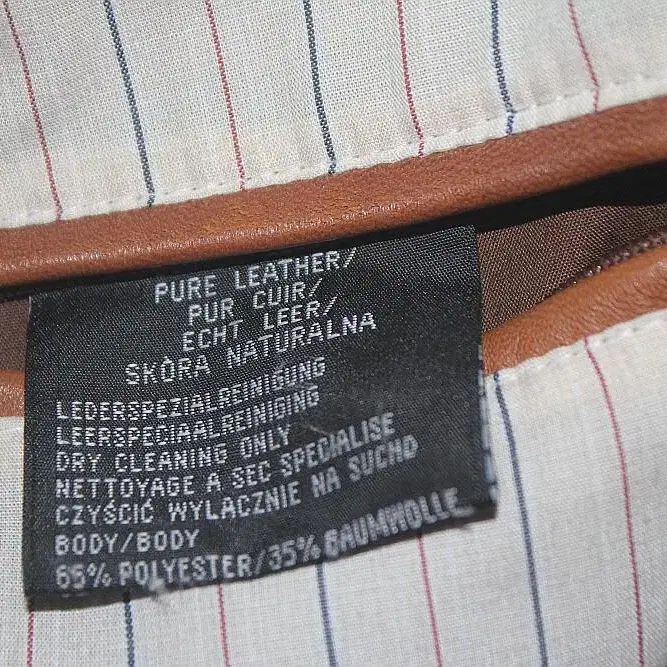 PURE LEATHER/
PUR CUIR/
ECHT LEER/
SKÓRA NATURALNA
LEDERSPEZIALREINIGUNG
LEERSPECIAALREINIGING
DRY CLEANING ONLY
NETTOYAGE A SEC SPECIALISE
CZYŚCIĆ WYLACZNIE NA SUCHO
BODY/BODY
65% POLYESTER/35% BAUMWOLLE